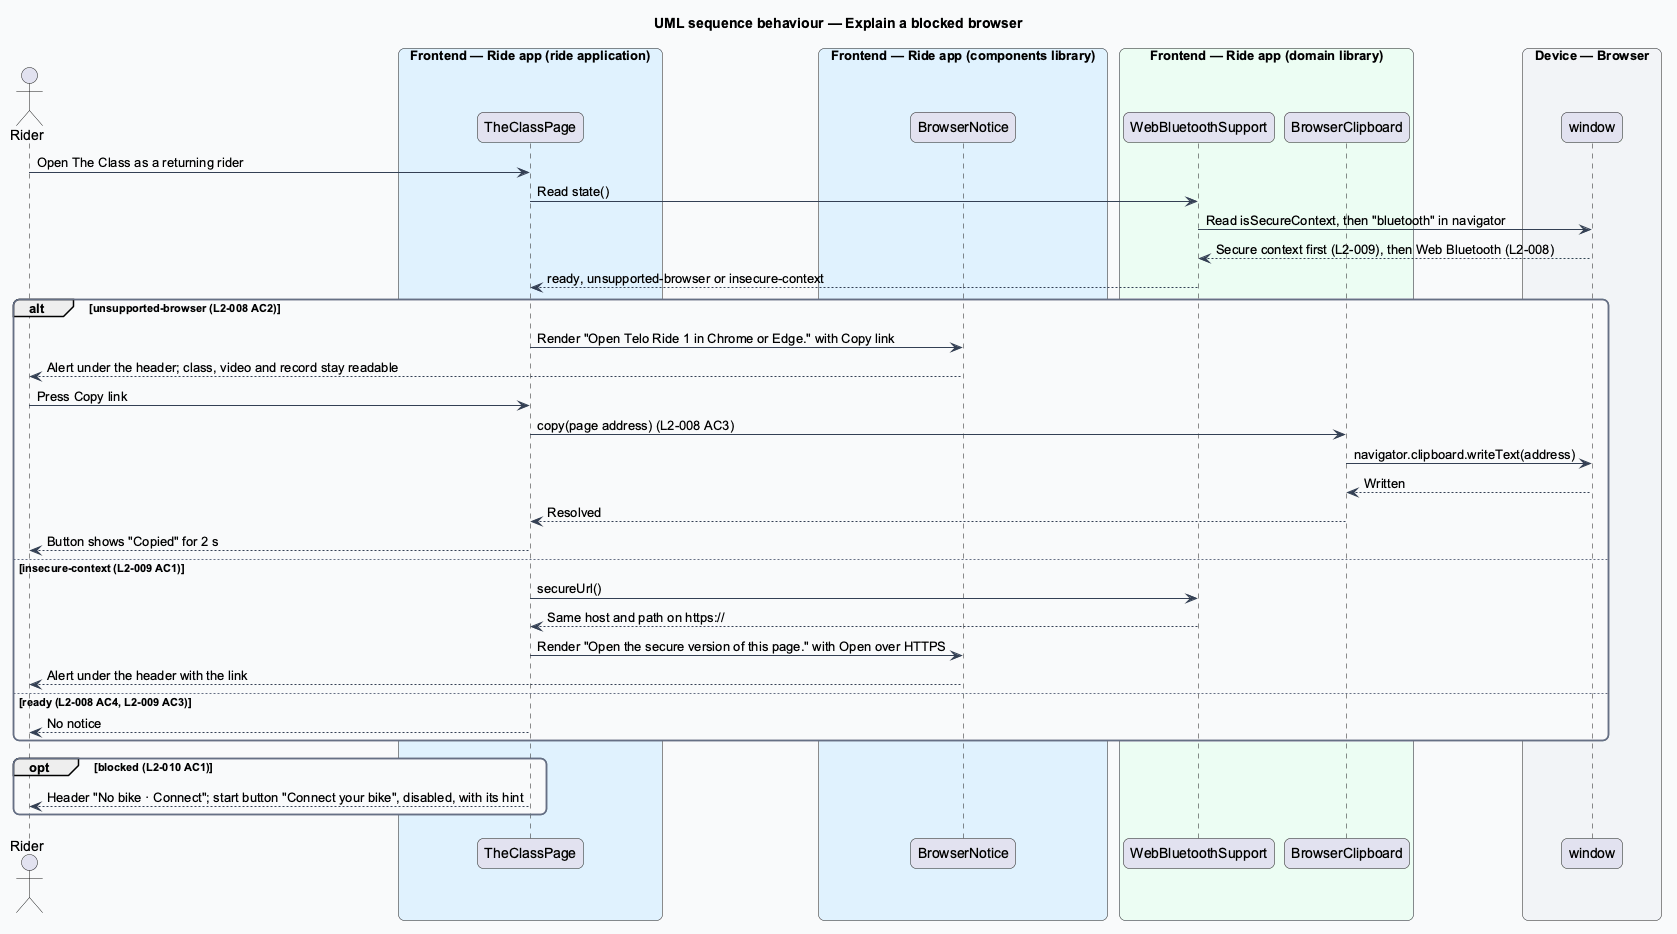 UML sequence behaviour — Explain a blocked browser
Frontend — Ride app (ride application)
Frontend — Ride app (components library)
Frontend — Ride app (domain library)
Device — Browser
Rider
TheClassPage
BrowserNotice
WebBluetoothSupport
BrowserClipboard
window
Open The Class as a returning rider
Read state()
Read isSecureContext, then "bluetooth" in navigator
Secure context first (L2-009), then Web Bluetooth (L2-008)
ready, unsupported-browser or insecure-context
alt
[unsupported-browser (L2-008 AC2)]
Render "Open Telo Ride 1 in Chrome or Edge." with Copy link
Alert under the header; class, video and record stay readable
Press Copy link
copy(page address) (L2-008 AC3)
navigator.clipboard.writeText(address)
Written
Resolved
Button shows "Copied" for 2 s
[insecure-context (L2-009 AC1)]
secureUrl()
Same host and path on https://
Render "Open the secure version of this page." with Open over HTTPS
Alert under the header with the link
[ready (L2-008 AC4, L2-009 AC3)]
No notice
opt
[blocked (L2-010 AC1)]
Header "No bike · Connect"; start button "Connect your bike", disabled, with its hint
Rider
TheClassPage
BrowserNotice
WebBluetoothSupport
BrowserClipboard
window